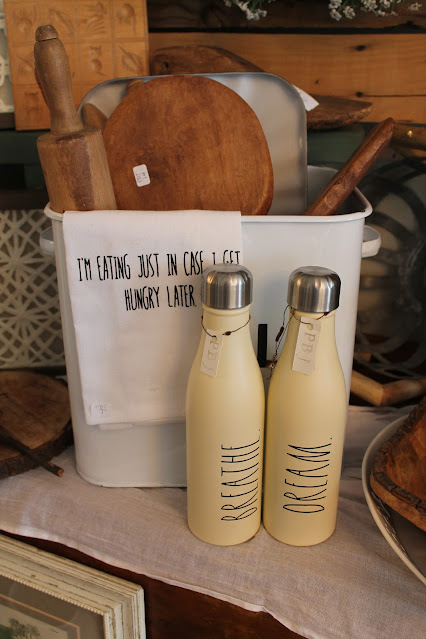 I'M EATING JUST IN CASE I GET
HUNGRY LATER
BREATHE.
DREAM.